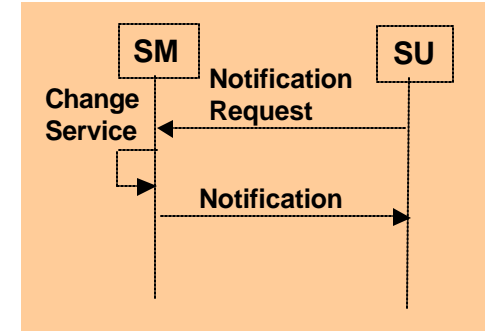 SM
SU
Notification
Request
Change
Service
Notification